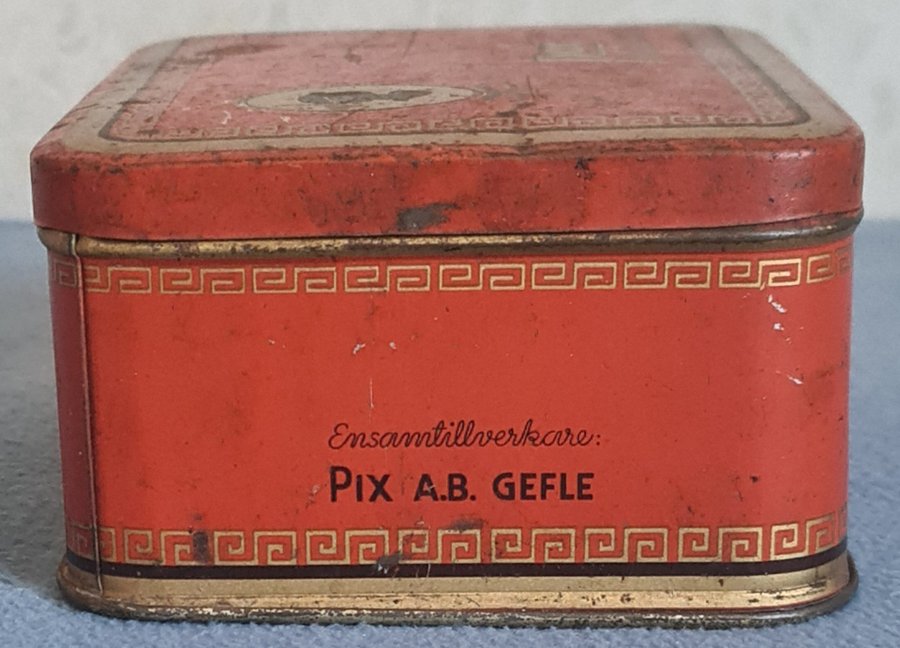 Ensamtillverkare:
PIX A.B. GEFLE